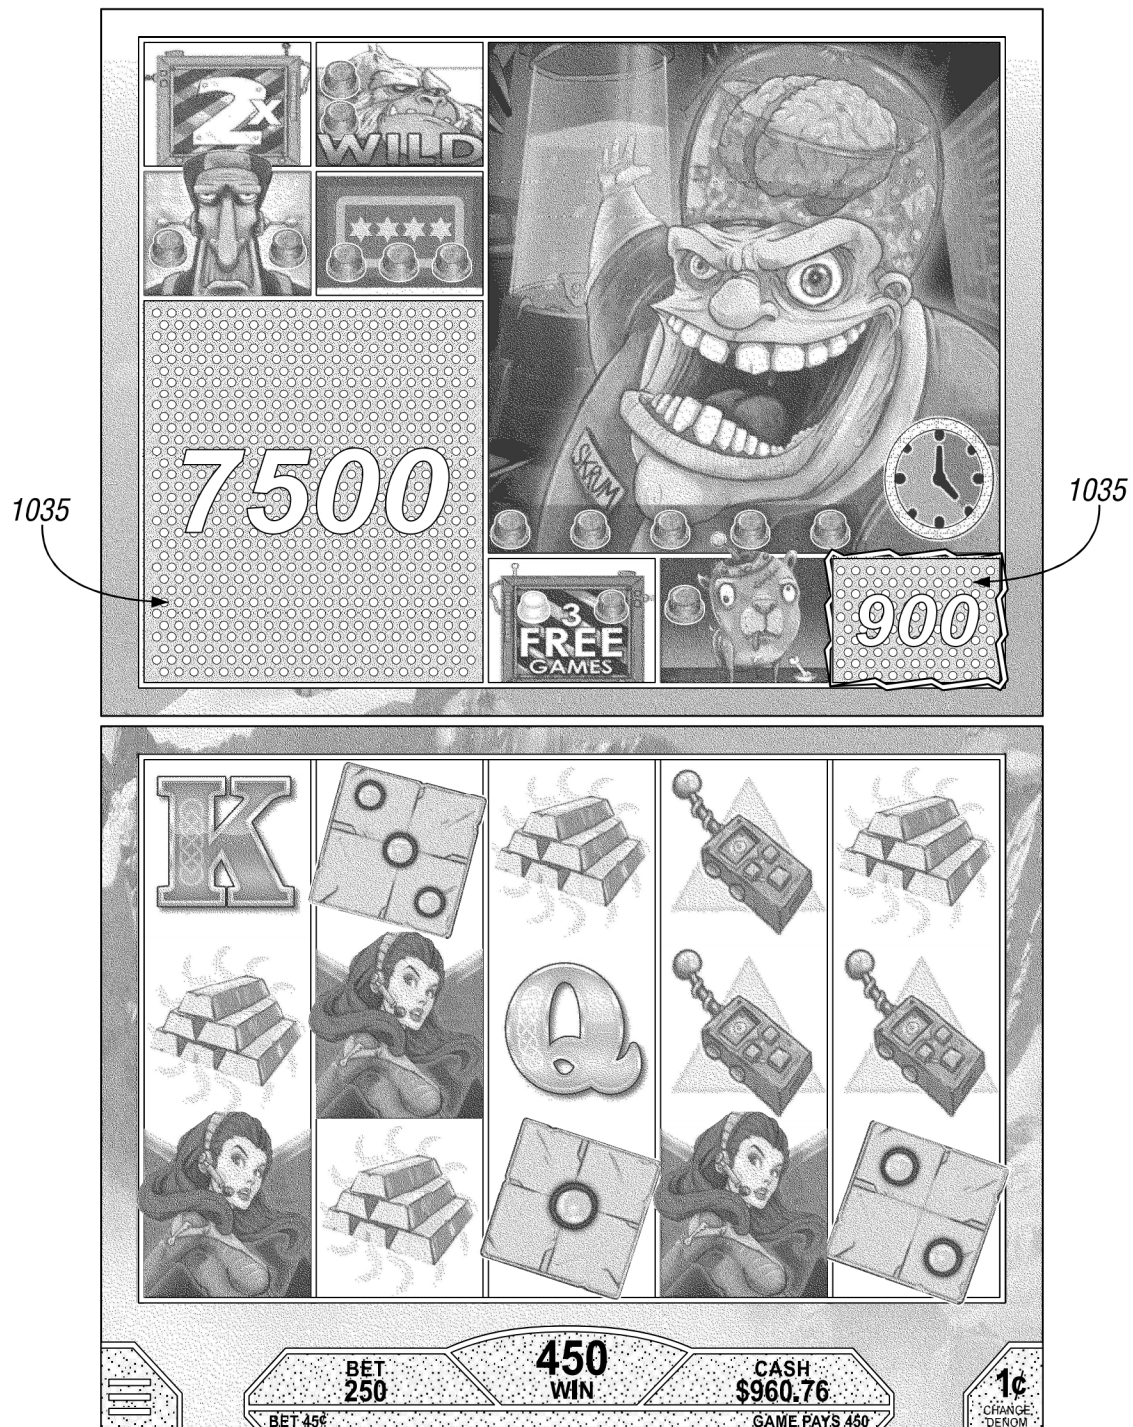 2x
WILD
7500
SKRUM
1035
1035
3
FREE
GAMES
900
K
Q
450
WIN
BET
250
CASH
$960.76
1¢
CHANGE
DENOM
BET 45¢
GAME PAYS 450